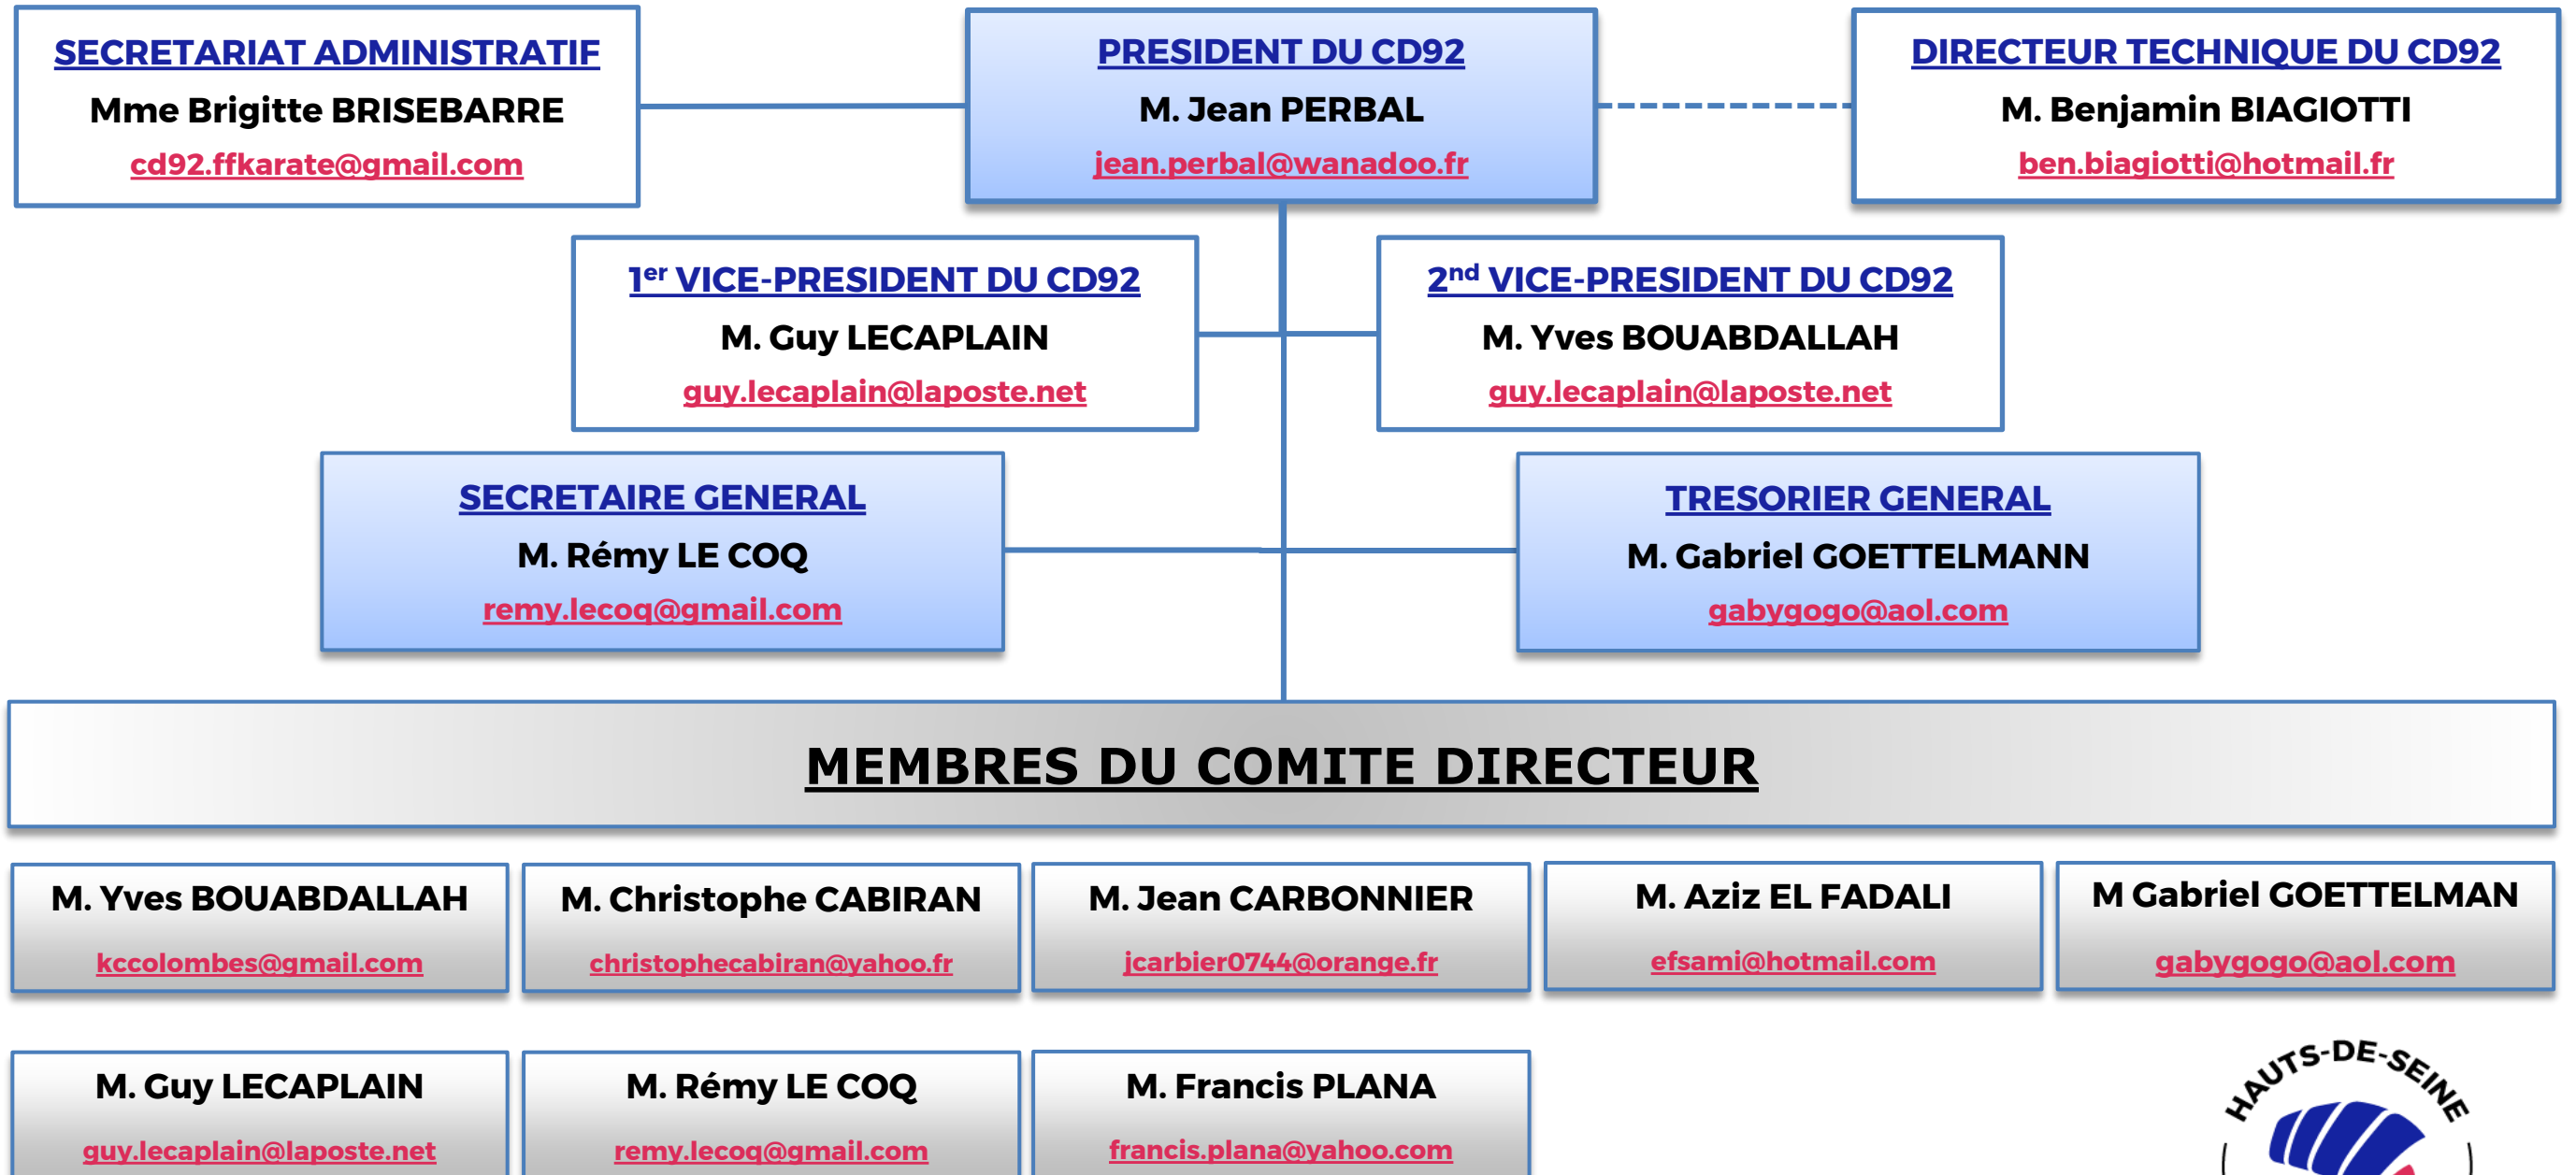 SECRETARIAT ADMINISTRATIF
Mme Brigitte BRISEBARRE
cd92.ffkarate@gmail.com
PRESIDENT DU CD92
M. Jean PERBAL
jean.perbal@wanadoo.fr
DIRECTEUR TECHNIQUE DU CD92
M. Benjamin BIAGIOTTI
ben.biagiotti@hotmail.fr
1er VICE-PRESIDENT DU CD92
M. Guy LECAPLAIN
guy.lecaplain@laposte.net
2nd VICE-PRESIDENT DU CD92
M. Yves BOUABDALLAH
guy.lecaplain@laposte.net
SECRETAIRE GENERAL
M. Rémy LE COQ
remy.lecoq@gmail.com
TRESORIER GENERAL
M. Gabriel GOETTELMANN
gabygogo@aol.com
MEMBRES DU COMITE DIRECTEUR
M. Yves BOUABDALLAH
kccolombes@gmail.com
M. Christophe CABIRAN
christophecabiran@yahoo.fr
M. Jean CARBONNIER
jcarbier0744@orange.fr
M. Aziz EL FADALI
efsami@hotmail.com
M Gabriel GOETTELMAN
gabygogo@aol.com
M. Guy LECAPLAIN
guy.lecaplain@laposte.net
M. Rémy LE COQ
remy.lecoq@gmail.com
M. Francis PLANA
francis.plana@yahoo.com
HAUTS-DE-SEINE